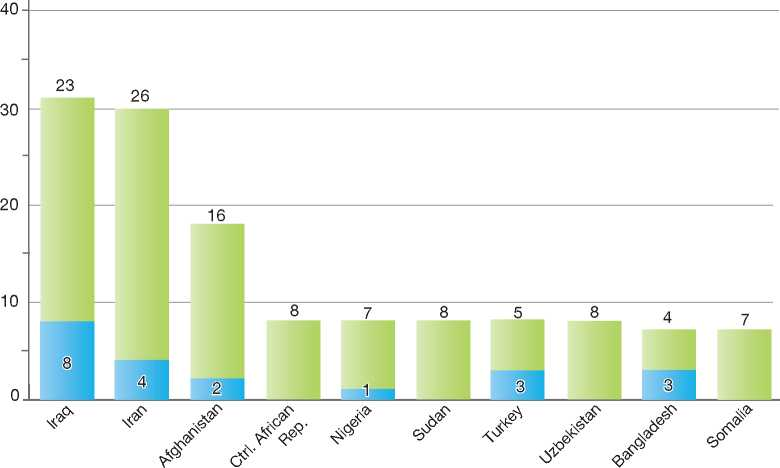 40
30
20
10
0
23
26
16
8
7
8
5
8
4
7
8
4
2
1
3
3
Iraq
Iran
Afghanistan
Ctrl. African
Rep.
Nigeria
Sudan
Turkey
Uzbekistan
Bangladesh
Somalia